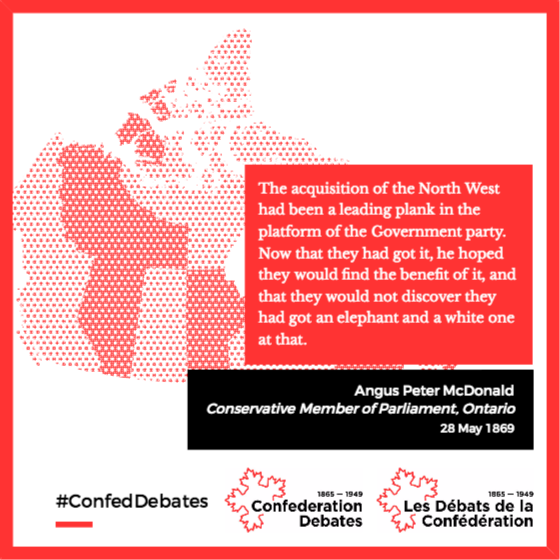 The acquisition of the North West
had been a leading plank in the
platform of the Government party.
Now that they had got it, he hoped
they would find the benefit of it, and
that they would not discover they
had got an elephant and a white one
at that.
Angus Peter McDonald
Conservative Member of Parliament, Ontario
28 May 1869
#ConfedDebates
1865 — 1949
Confederation
Debates
1865 — 1949
Les Débats de la
Confédération